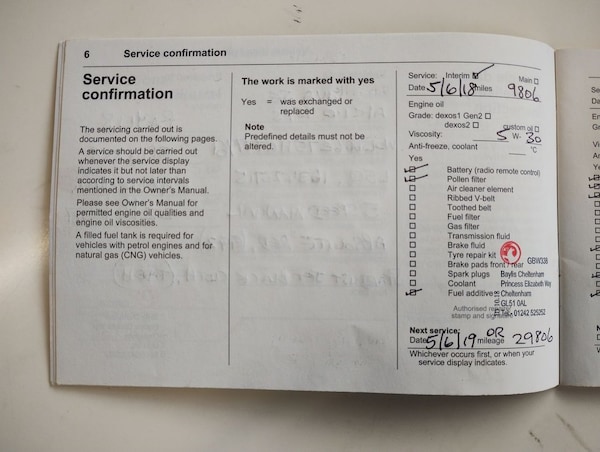 6 Service confirmation
Service
confirmation
The servicing carried out is
documented on the following pages.
A service should be carried out
whenever the service display
indicates it but not later than
according to service intervals
mentioned in the Owner's Manual.
Please see Owner's Manual for
permitted engine oil qualities and
engine oil viscosities.
A filled fuel tank is required for
vehicles with petrol engines and for
natural gas (CNG) vehicles.
The work is marked with yes
Yes = was exchanged or
replaced
Note
Predefined details must not be
altered.
Service: Interim Main
Date 5/6/18 miles 9806
Engine oil
Grade: dexos1 Gen2
dexos2 custom oil
Viscosity: 5 W- 30
Anti-freeze, coolant °C
Yes
Battery (radio remote control)
Pollen filter
Air cleaner element
Ribbed V-belt
Toothed belt
Fuel filter
Gas filter
Transmission fluid
Brake fluid
Tyre repair kit
GBW336
Brake pads front / rear
Spark plugs Baylis Cheltenham
Coolant Princess Elizabeth Way
Fuel additive Cheltenham
GL51 0AL
Authorised
stamp and
Tel: 01242 525252
Next service: OR
Date 5/6/19 mileage 29806
Whichever occurs first, or when your
service display indicates.